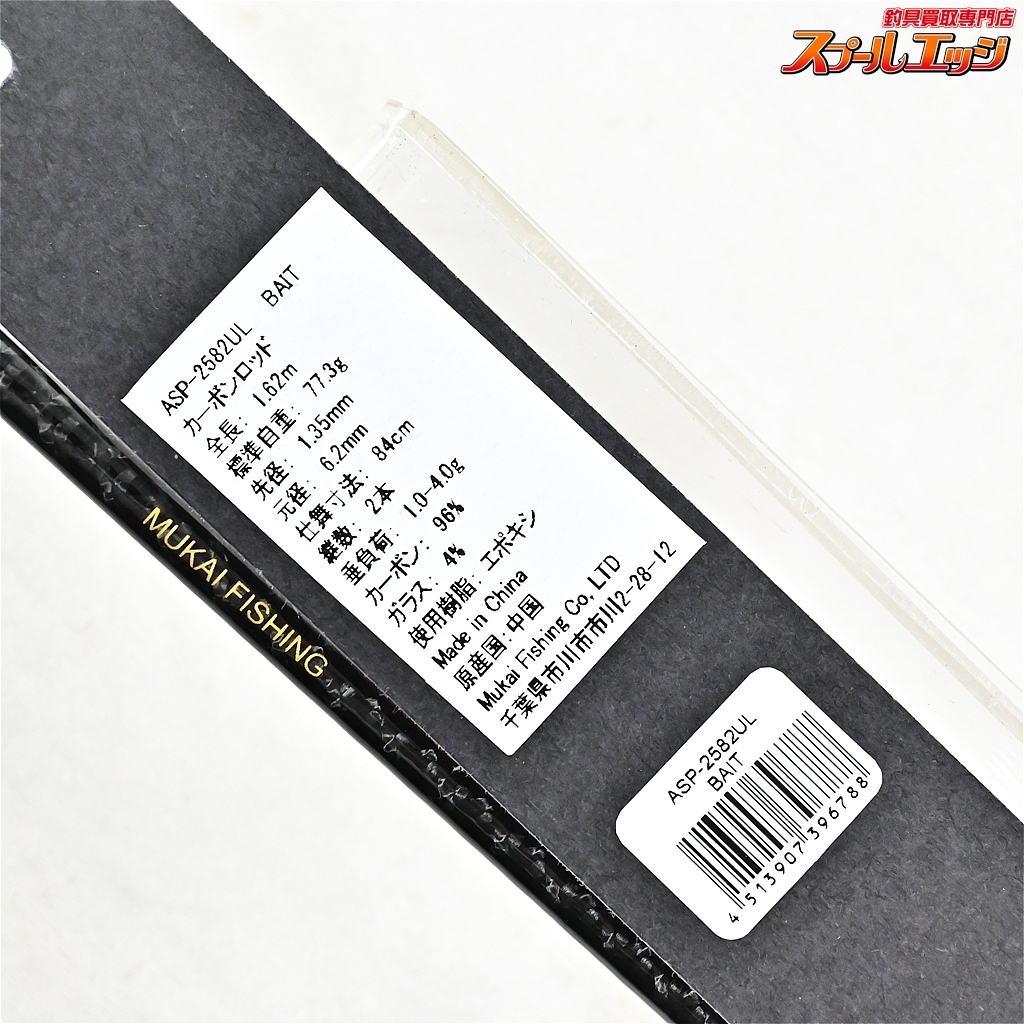 釣具買取専門店
スプールエッジ
ASP-2582UL BAIT
カーボンロッド
全長: 1.62m
標準自重: 77.3g
先径: 1.35mm
元径: 6.2mm
仕舞寸法: 84cm
継数: 2本
垂負荷: 1.0-4.0g
カーボン: 96%
ガラス: 4%
使用樹脂: エポキシ
Made in China
原産国:中国
Mukai Fishing Co,LTD
千葉県市川市市川2-28-12
MUKAI FISHING
ASP-2582UL
BAIT
4 513907 396788